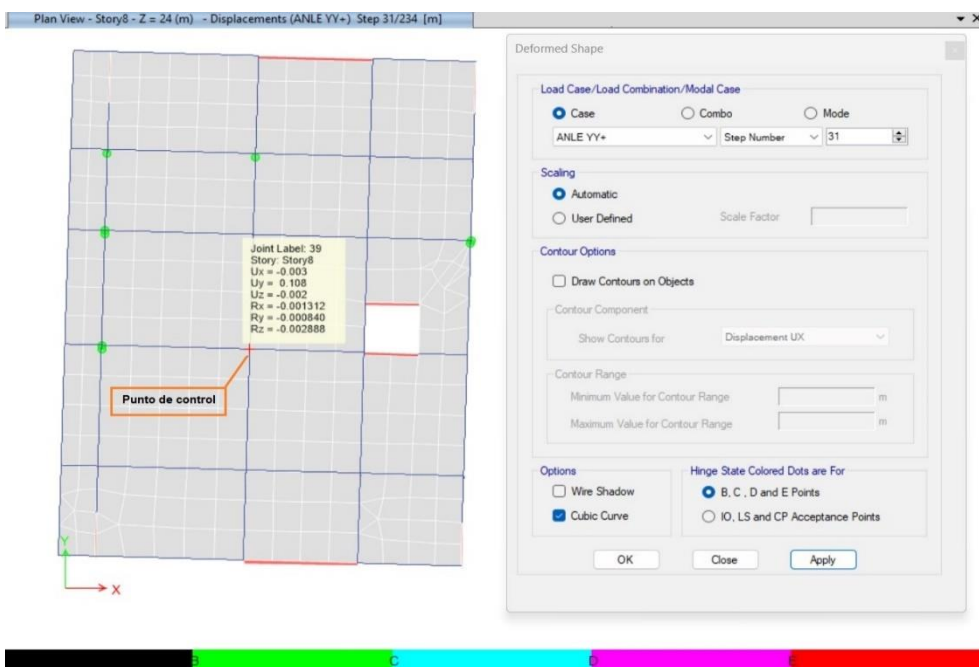 Plan View - Story8 - Z = 24 (m) - Displacements (ANLE YY+) Step 31/234 [m]
Joint Label: 39
Story: Story8
Ux = -0.003
Uy = 0.108
Uz = -0.002
Rx = -0.001312
Ry = -0.000840
Rz = -0.002888
Punto de control
Y
X
Deformed Shape
Load Case/Load Combination/Modal Case
Case Combo Mode
ANLE YY+ Step Number 31
Scaling
Automatic
User Defined Scale Factor
Contour Options
Draw Contours on Objects
Contour Component
Show Contours for Displacement UX
Contour Range
Minimum Value for Contour Range m
Maximum Value for Contour Range m
Options
Wire Shadow
Cubic Curve
Hinge State Colored Dots are For
B, C , D and E Points
IO, LS and CP Acceptance Points
OK Close Apply
B C D E